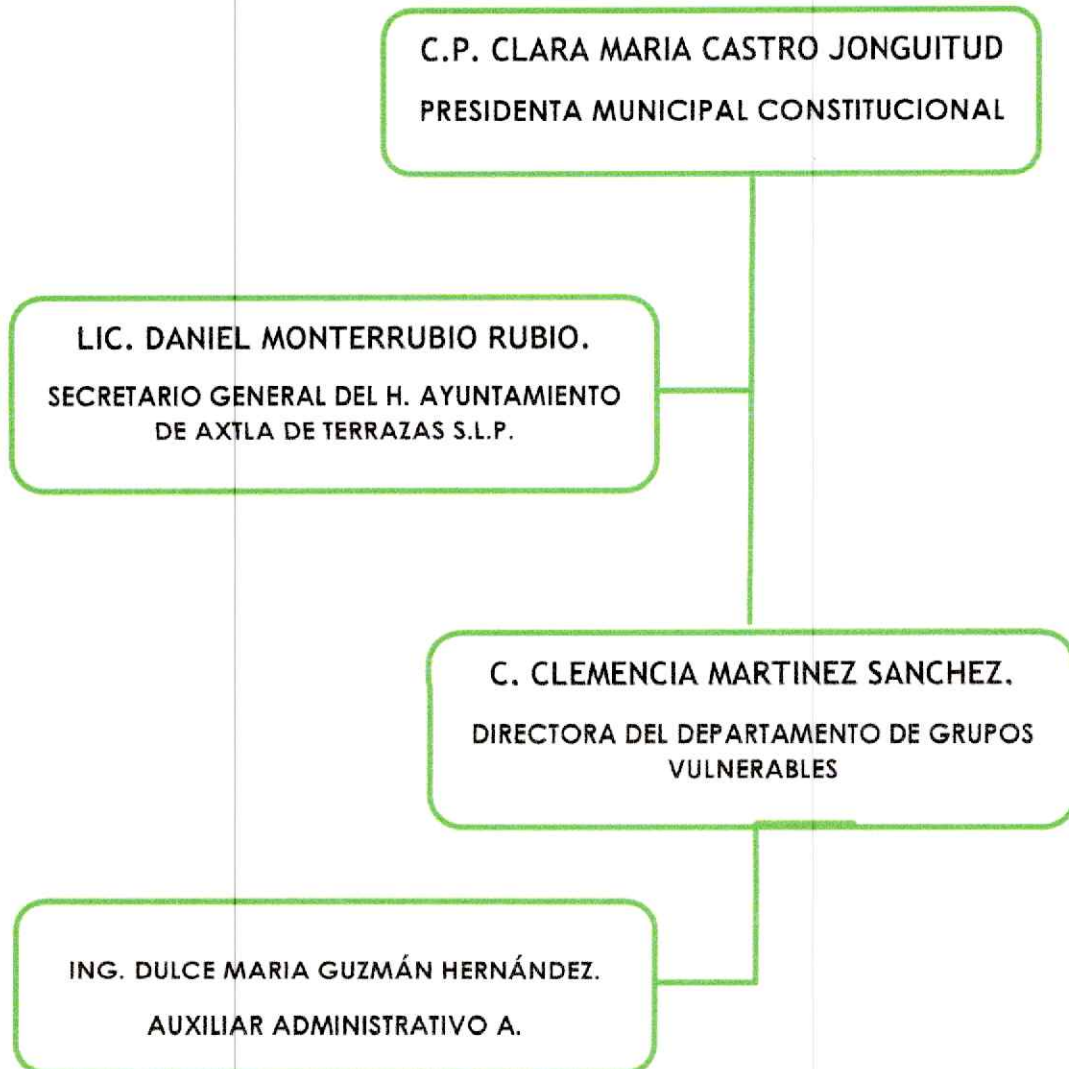 C.P. CLARA MARIA CASTRO JONGUITUD
PRESIDENTA MUNICIPAL CONSTITUCIONAL
LIC. DANIEL MONTERRUBIO RUBIO.
SECRETARIO GENERAL DEL H. AYUNTAMIENTO
DE AXTLA DE TERRAZAS S.L.P.
C. CLEMENCIA MARTINEZ SANCHEZ.
DIRECTORA DEL DEPARTAMENTO DE GRUPOS
VULNERABLES
ING. DULCE MARIA GUZMÁN HERNÁNDEZ.
AUXILIAR ADMINISTRATIVO A.